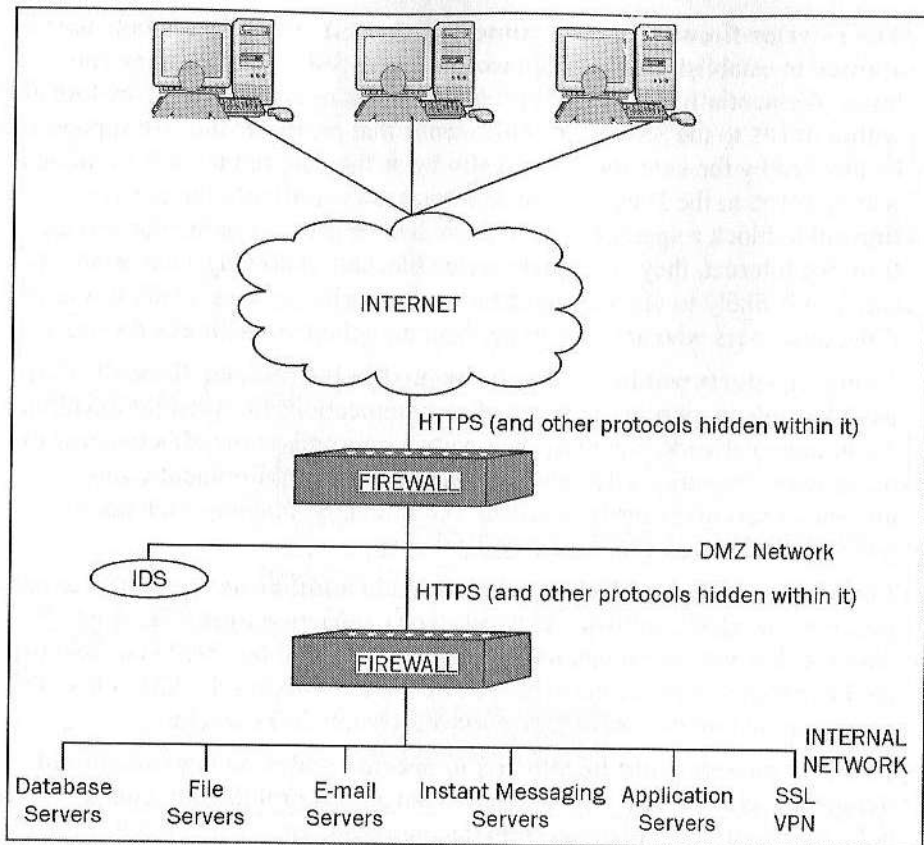 INTERNET
HTTPS (and other protocols hidden within it)
FIREWALL
DMZ Network
IDS
HTTPS (and other protocols hidden within it)
FIREWALL
INTERNAL
NETWORK
Database
Servers
File
Servers
E-mail
Servers
Instant Messaging
Servers
Application
Servers
SSL
VPN